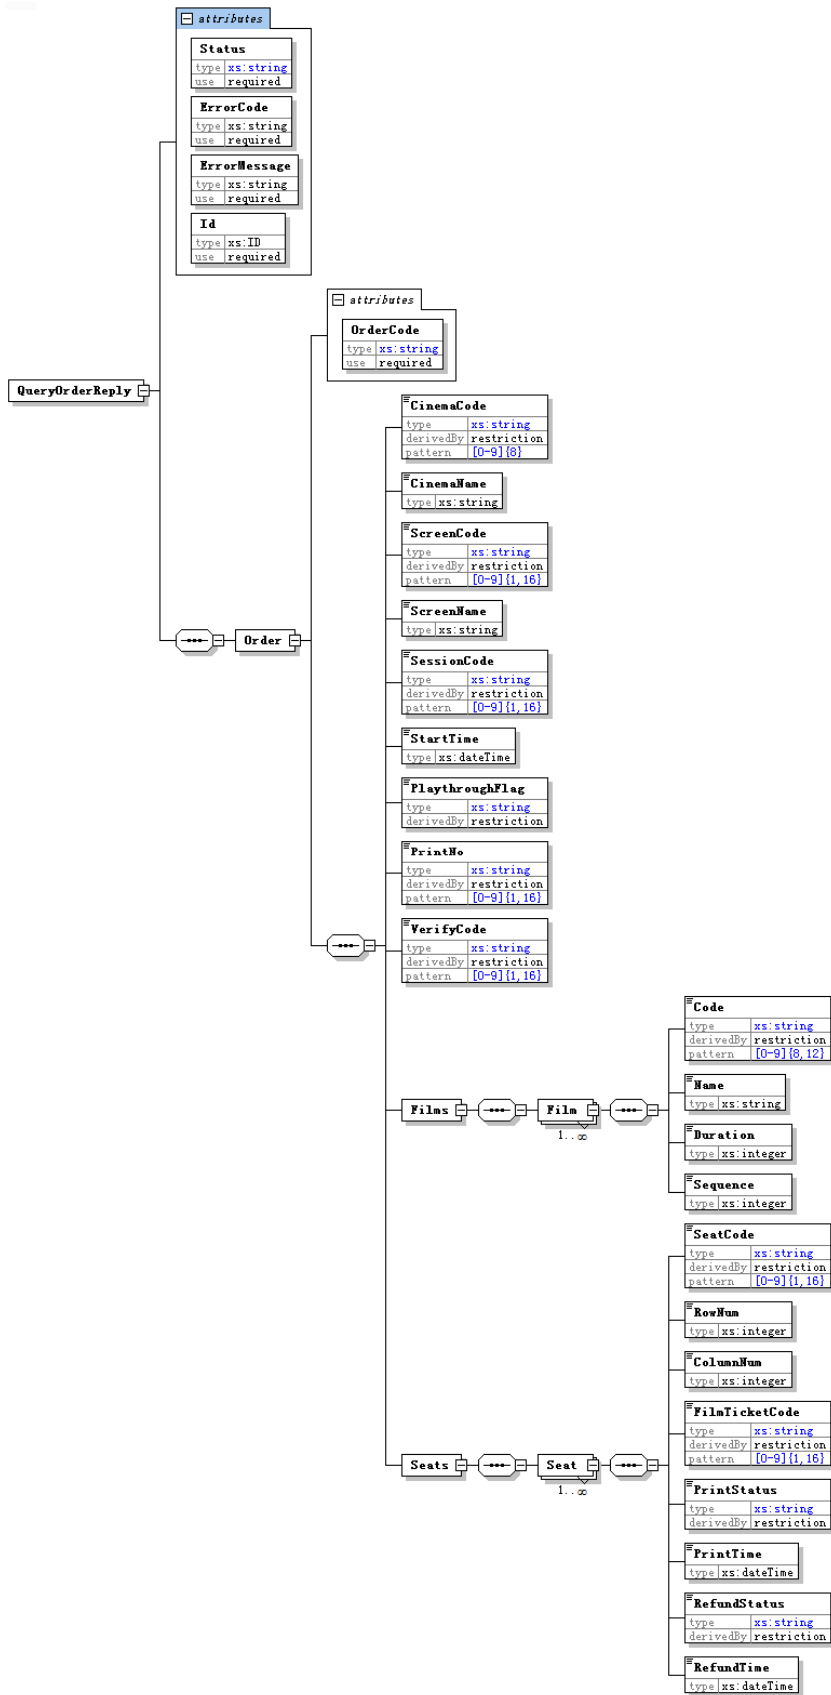 attributes
Status
type xs:string
use required
ErrorCode
type xs:string
use required
ErrorMessage
type xs:string
use required
Id
type xs:ID
use required
attributes
OrderCode
type xs:string
use required
QueryOrderReply
CinemaCode
type xs:string
derivedBy restriction
pattern [0-9]{8}
CinemaName
type xs:string
ScreenCode
type xs:string
derivedBy restriction
pattern [0-9]{1,16}
ScreenName
type xs:string
Order
SessionCode
type xs:string
derivedBy restriction
pattern [0-9]{1,16}
StartTime
type xs:dateTime
PlaythroughFlag
type xs:string
derivedBy restriction
PrintNo
type xs:string
derivedBy restriction
pattern [0-9]{1,16}
VerifyCode
type xs:string
derivedBy restriction
pattern [0-9]{1,16}
Films
Film
1..∞
Code
type xs:string
derivedBy restriction
pattern [0-9]{8,12}
Name
type xs:string
Duration
type xs:integer
Sequence
type xs:integer
Seats
Seat
1..∞
SeatCode
type xs:string
derivedBy restriction
pattern [0-9]{1,16}
RowNum
type xs:integer
ColumnNum
type xs:integer
FilmTicketCode
type xs:string
derivedBy restriction
pattern [0-9]{1,16}
PrintStatus
type xs:string
derivedBy restriction
PrintTime
type xs:dateTime
RefundStatus
type xs:string
derivedBy restriction
RefundTime
type xs:dateTime